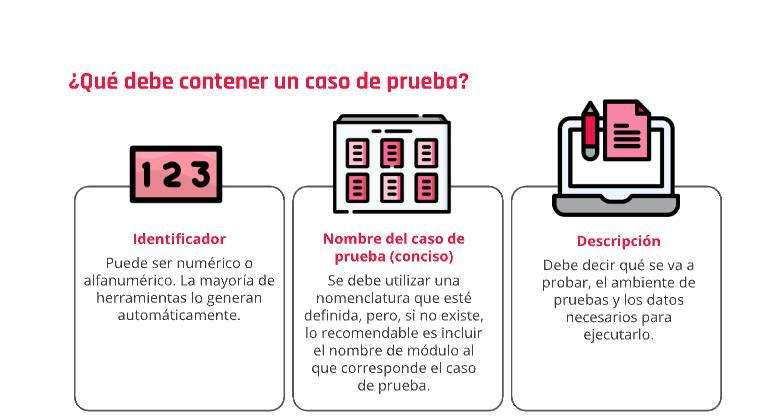 ¿Qué debe contener un caso de prueba?
1 2 3
Identificador
Puede ser numérico o
alfanumérico. La mayoría de
herramientas lo generan
automáticamente.
Nombre del caso de
prueba (conciso)
Se debe utilizar una
nomenclatura que esté
definida, pero, si no existe,
lo recomendable es incluir
el nombre de módulo al
que corresponde el caso
de prueba.
Descripción
Debe decir qué se va a
probar, el ambiente de
pruebas y los datos
necesarios para
ejecutarlo.